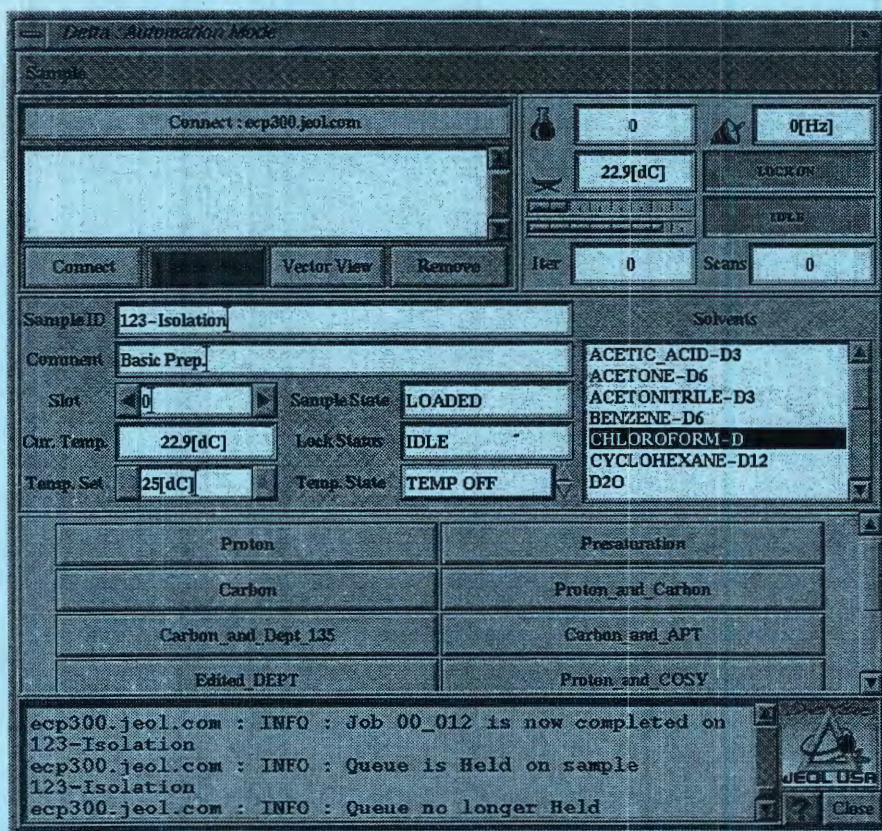 Delta : Automation Mode
Sample
Connect : ecp300.jeol.com
0
0[Hz]
22.9[dC]
LOCK ON
IDLE
Connect
Vector View
Remove
Iter
0
Scans
0
Sample ID
123-Isolation
Solvents
Comment
Basic Prep.
ACETIC_ACID-D3
ACETONE-D6
ACETONITRILE-D3
BENZENE-D6
CHLOROFORM-D
CYCLOHEXANE-D12
D2O
Slot
0
Sample State
LOADED
Cur. Temp.
22.9[dC]
Lock Status
IDLE
Temp. Set
25[dC]
Temp. State
TEMP OFF
Proton
Presaturation
Carbon
Proton_and_Carbon
Carbon_and_Dept_135
Carbon_and_APT
Edited_DEPT
Proton_and_COSY
ecp300.jeol.com : INFO : Job 00_012 is now completed on
123-Isolation
ecp300.jeol.com : INFO : Queue is Held on sample
123-Isolation
ecp300.jeol.com : INFO : Queue no longer Held
JEOL USA
?
Close